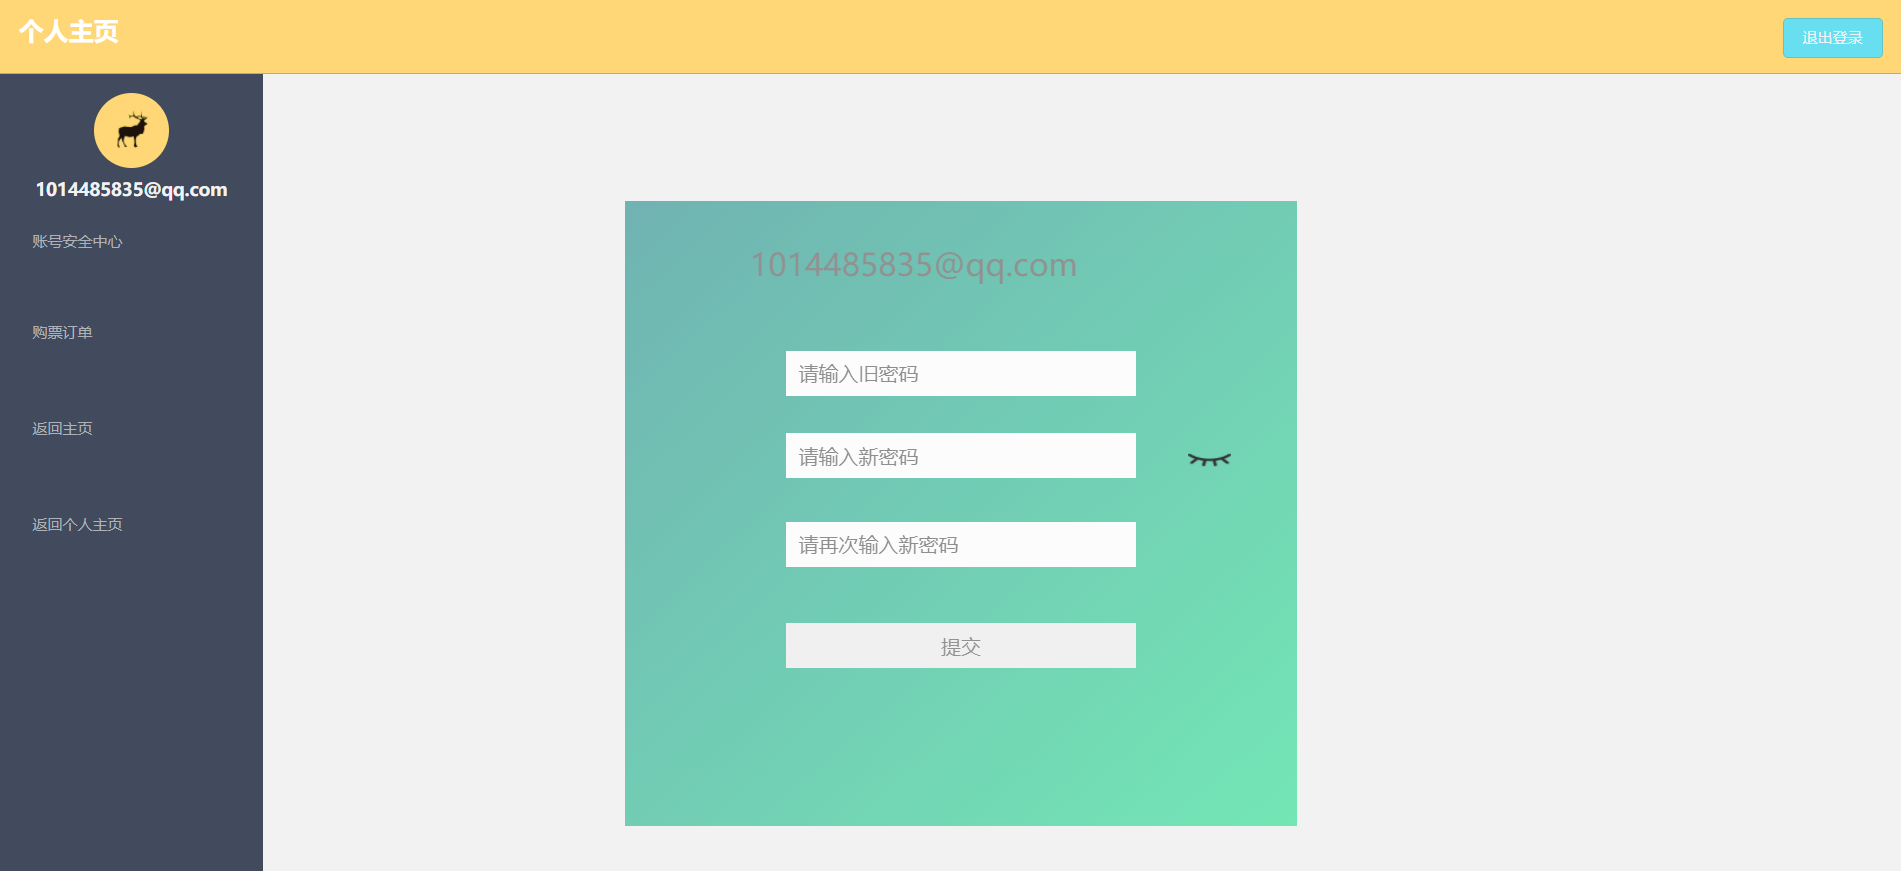 个人主页
退出登录
1014485835@qq.com
账号安全中心
购票订单
返回主页
返回个人主页
1014485835@qq.com
请输入旧密码
请输入新密码
请再次输入新密码
提交